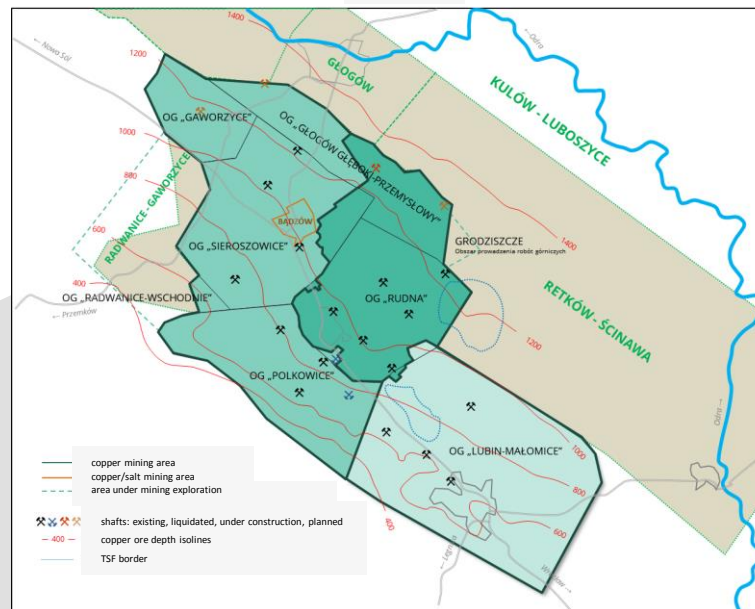 1400
← Odra
← Nowa Sól
1200
GŁOGÓW
KULÓW - LUBOSZYCE
OG „GAWORZYCE”
1000
OG „GŁOGÓW GŁĘBOKI-PRZEMYSŁOWY”
800
RADWANICE - GAWORZYCE
600
BĄDZÓW
1400
OG „SIEROSZOWICE”
GRODZISZCZE
Obszar prowadzenia robót górniczych
400
OG „RADWANICE-WSCHODNIE”
OG „RUDNA”
RETKÓW - ŚCINAWA
← Przemków
1200
OG „POLKOWICE”
Odra →
OG „LUBIN-MAŁOMICE”
1000
800
600
400
← Legnica
Wrocław →
copper mining area
copper/salt mining area
area under mining exploration
shafts: existing, liquidated, under construction, planned
— 400 — copper ore depth isolines
TSF border